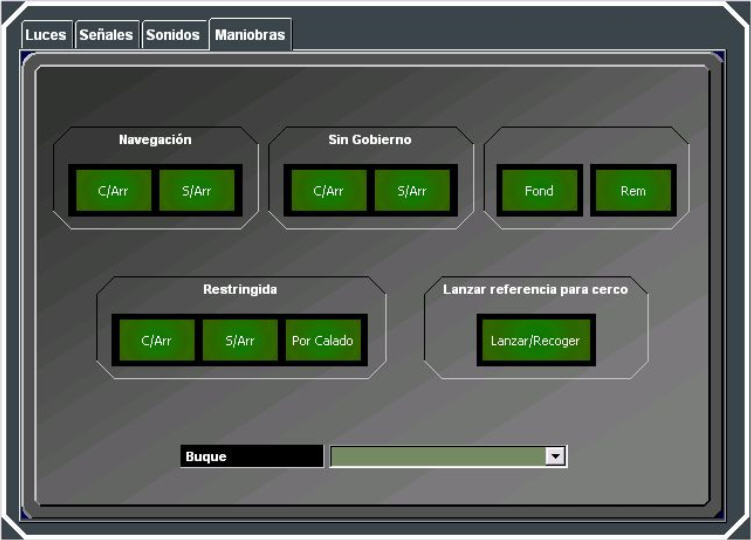 Luces Señales Sonidos Maniobras
Navegación
C/Arr S/Arr
Sin Gobierno
C/Arr S/Arr
Fond Rem
Restringida
C/Arr S/Arr Por Calado
Lanzar referencia para cerco
Lanzar/Recoger
Buque